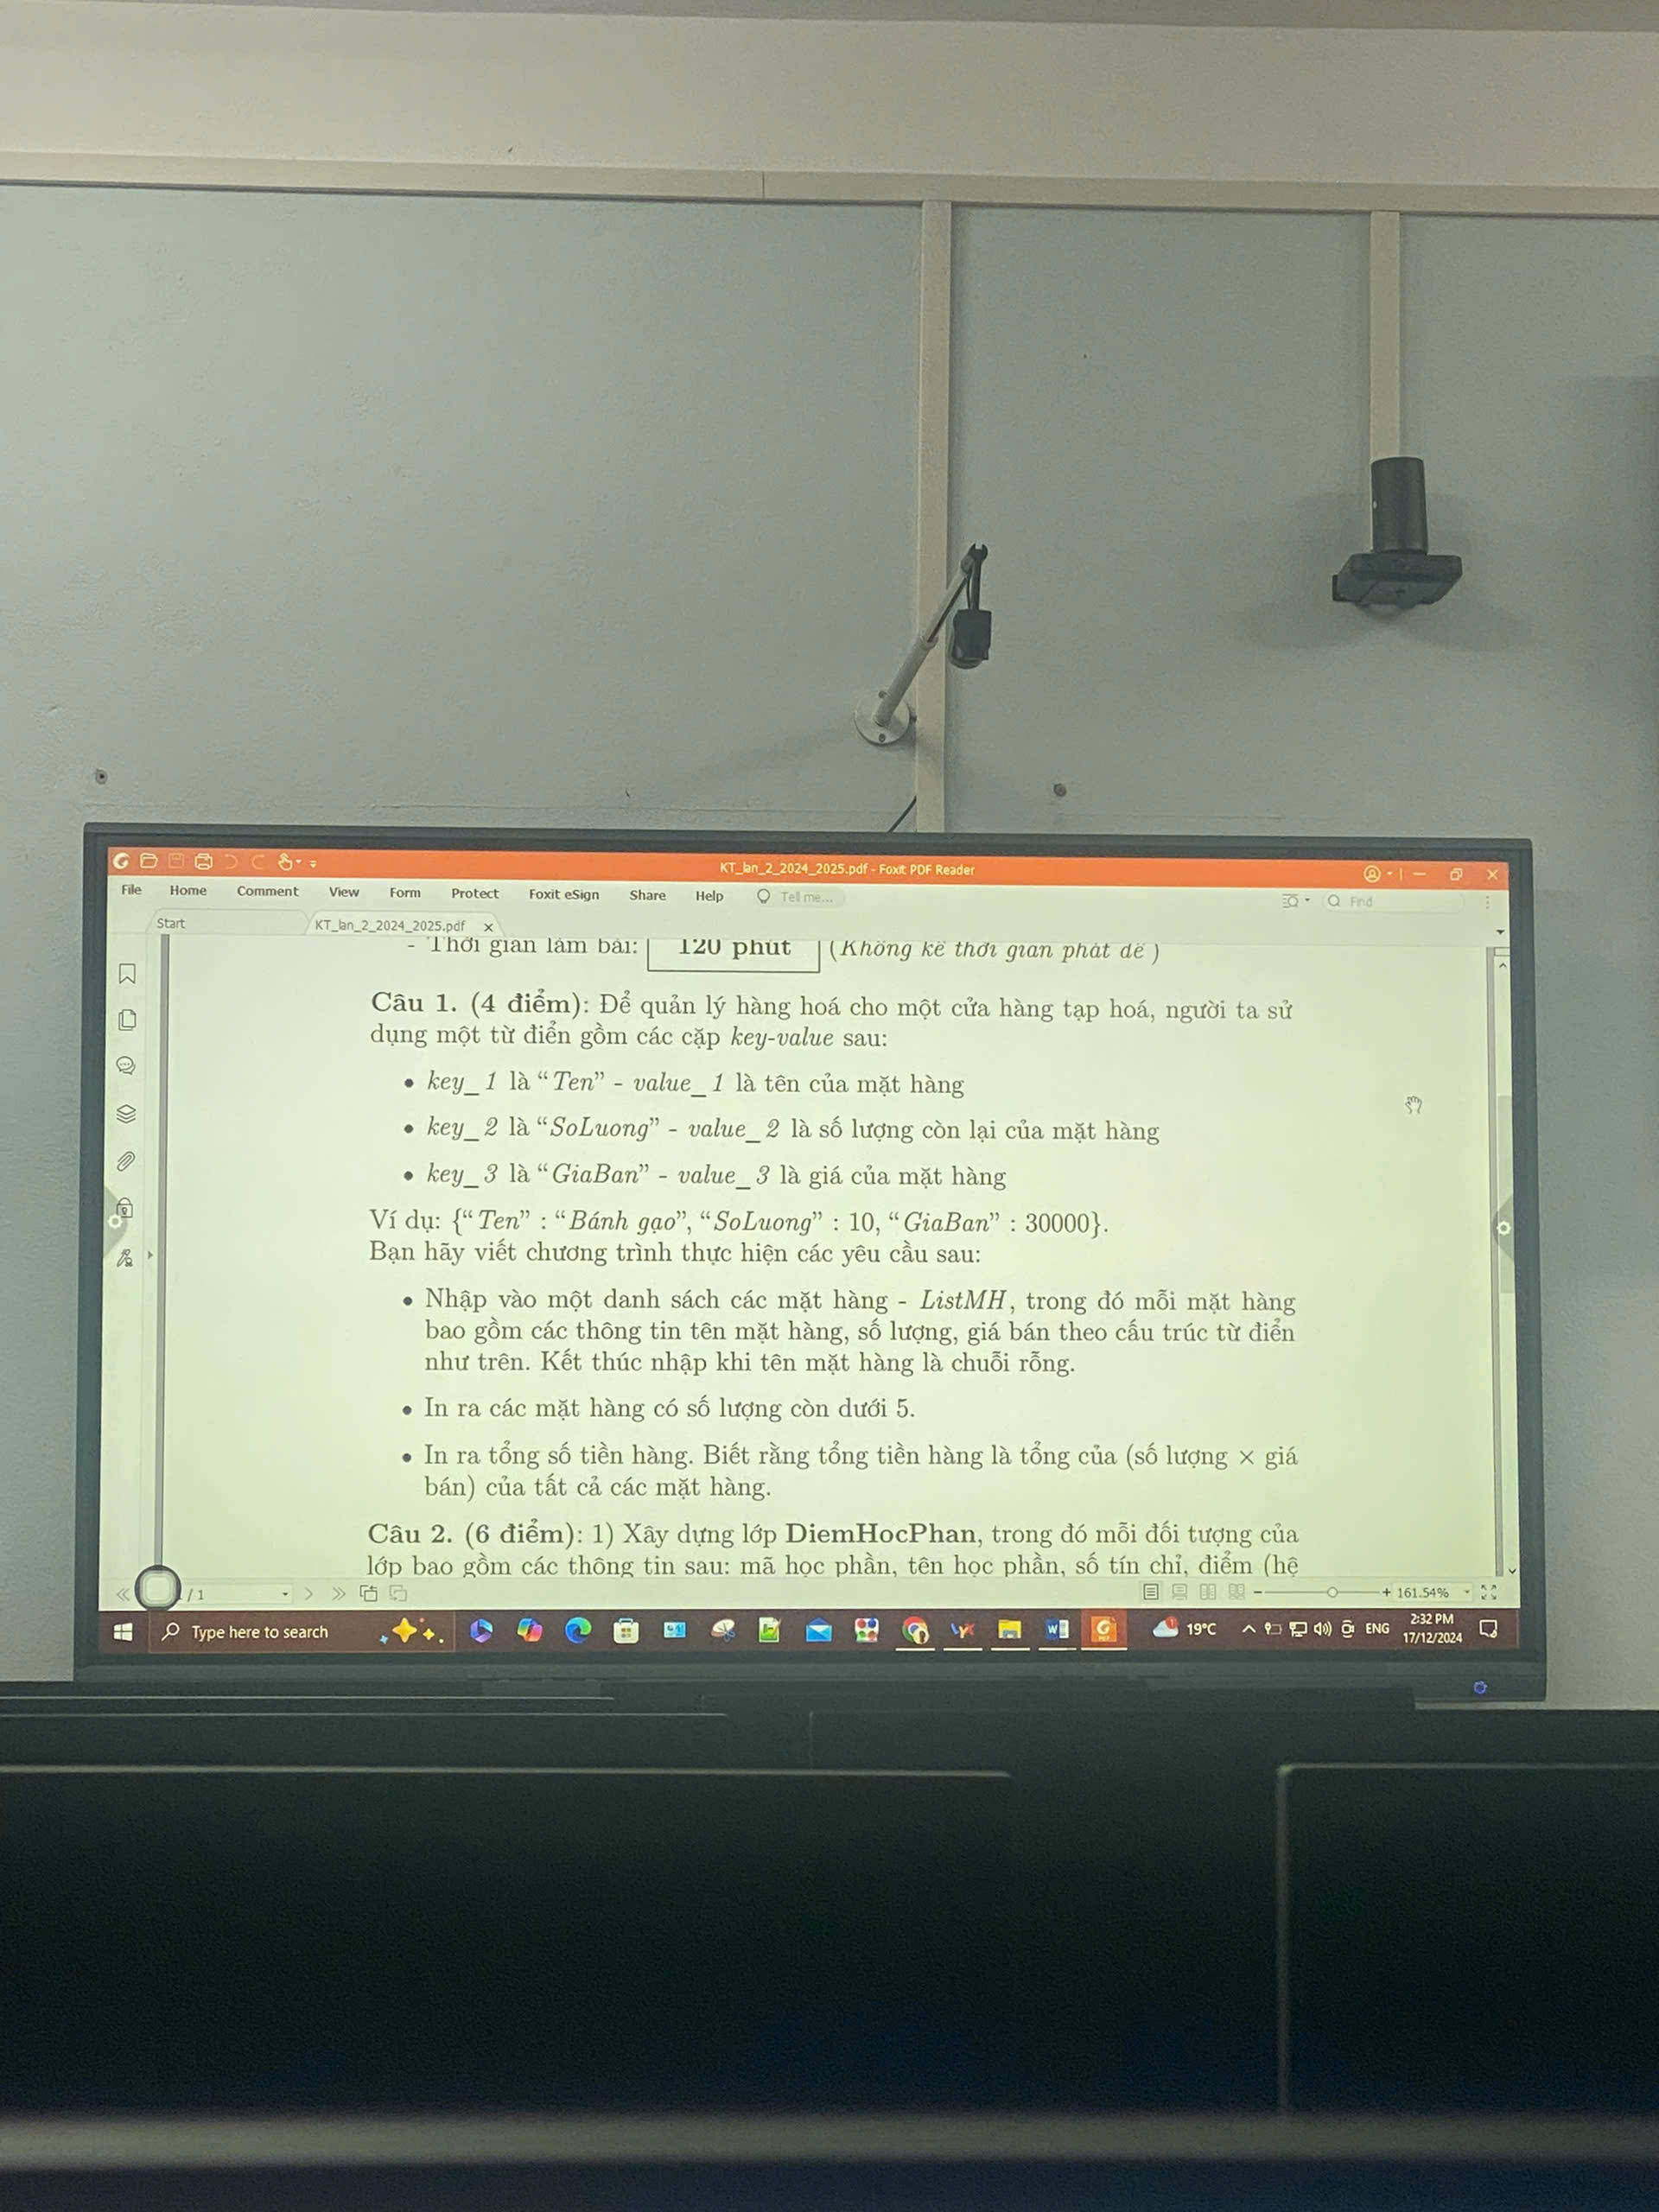 KT_lan_2_2024_2025.pdf - Foxit PDF Reader
File Home Comment View Form Protect Foxit eSign Share Help Tell me... Find
Start KT_lan_2_2024_2025.pdf
- Thời gian làm bài: 120 phút (Không kể thời gian phát đề )
Câu 1. (4 điểm): Để quản lý hàng hoá cho một cửa hàng tạp hoá, người ta sử
dụng một từ điển gồm các cặp key-value sau:
• key_1 là “Ten” - value_1 là tên của mặt hàng
• key_2 là “SoLuong” - value_2 là số lượng còn lại của mặt hàng
• key_3 là “GiaBan” - value_3 là giá của mặt hàng
Ví dụ: {“Ten” : “Bánh gạo”, “SoLuong” : 10, “GiaBan” : 30000}.
Bạn hãy viết chương trình thực hiện các yêu cầu sau:
• Nhập vào một danh sách các mặt hàng - ListMH, trong đó mỗi mặt hàng
bao gồm các thông tin tên mặt hàng, số lượng, giá bán theo cấu trúc từ điển
như trên. Kết thúc nhập khi tên mặt hàng là chuỗi rỗng.
• In ra các mặt hàng có số lượng còn dưới 5.
• In ra tổng số tiền hàng. Biết rằng tổng tiền hàng là tổng của (số lượng × giá
bán) của tất cả các mặt hàng.
Câu 2. (6 điểm): 1) Xây dựng lớp DiemHocPhan, trong đó mỗi đối tượng của
lớp bao gồm các thông tin sau: mã học phần, tên học phần, số tín chỉ, điểm (hệ
/ 1 161.54%
Type here to search 19°C ENG 2:32 PM
17/12/2024